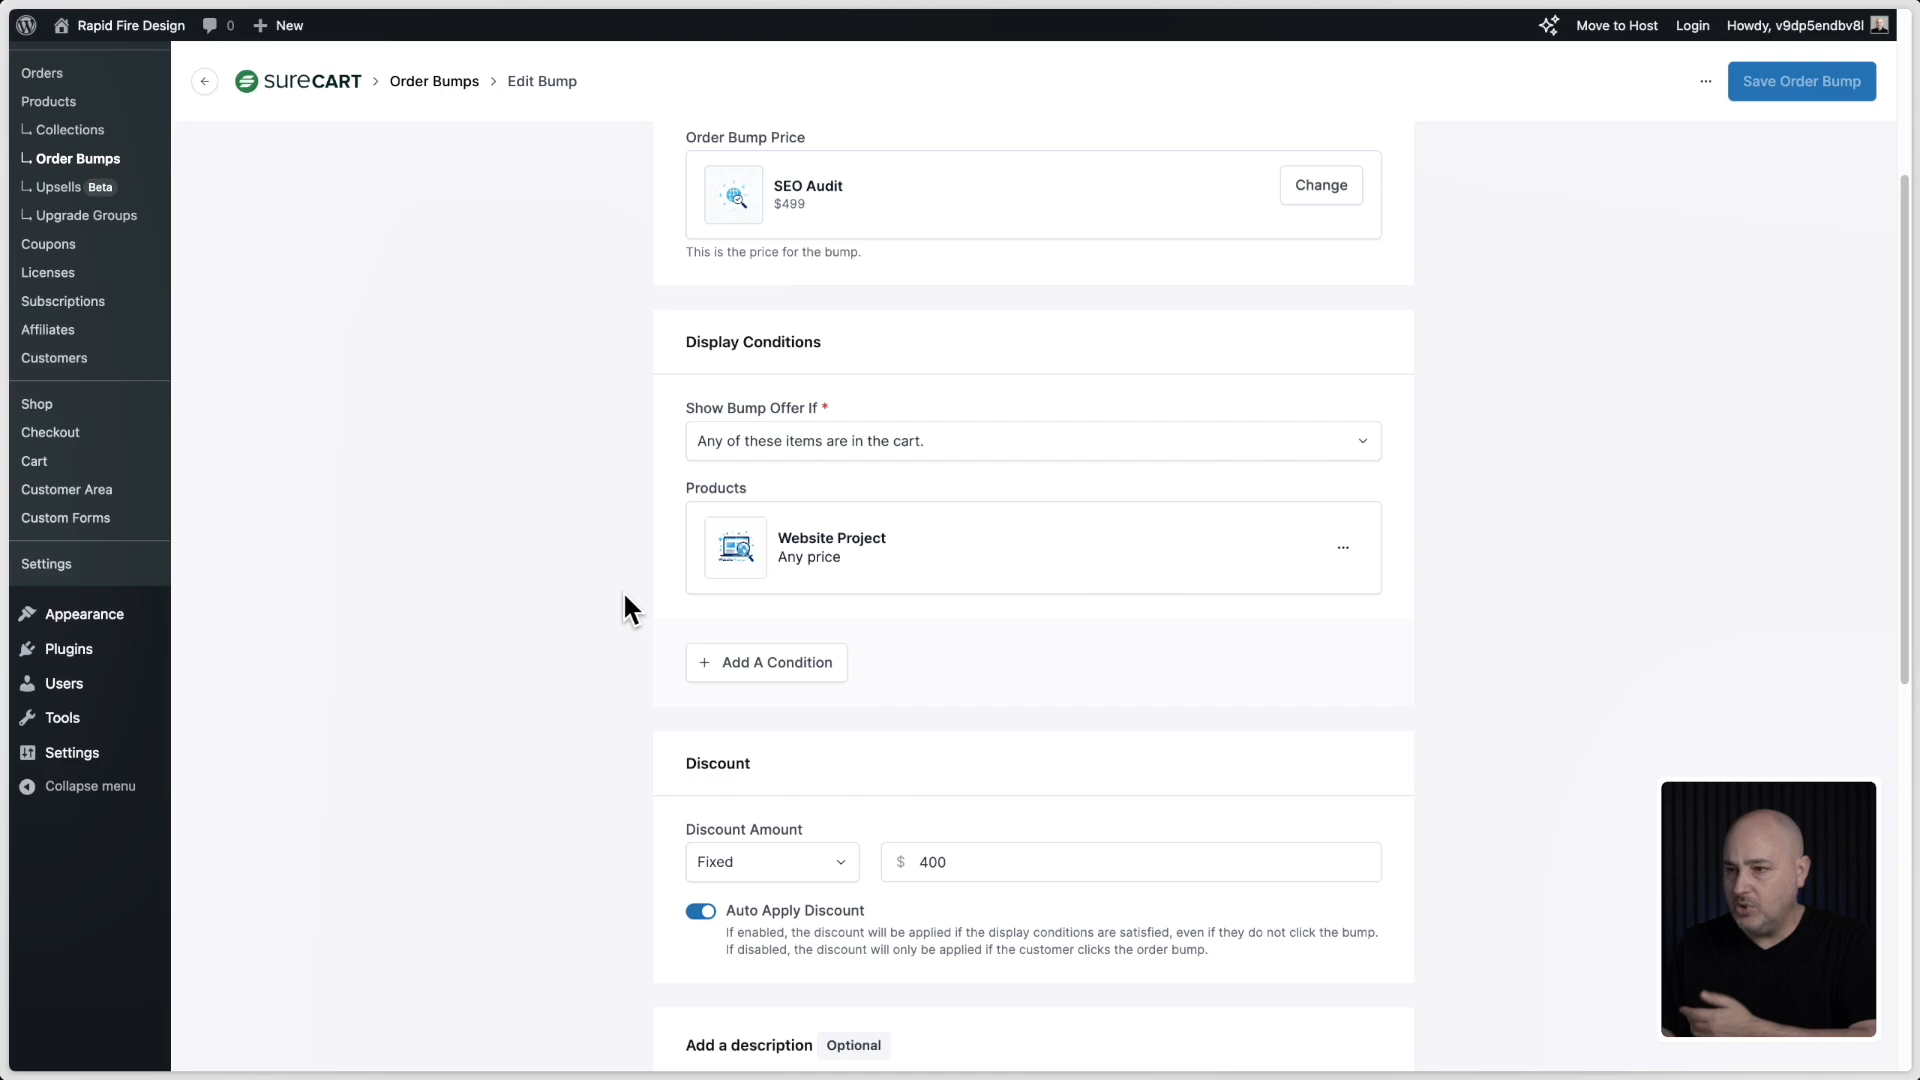 Rapid Fire Design
0
New
Move to Host
Login
Howdy, v9dp5endbv8l
Orders
Products
Collections
Order Bumps
Upsells Beta
Upgrade Groups
Coupons
Licenses
Subscriptions
Affiliates
Customers
Shop
Checkout
Cart
Customer Area
Custom Forms
Settings
Appearance
Plugins
Users
Tools
Settings
Collapse menu
SURECART > Order Bumps > Edit Bump
... Save Order Bump
Order Bump Price
SEO Audit
$499
Change
This is the price for the bump.
Display Conditions
Show Bump Offer If *
Any of these items are in the cart.
Products
Website Project
Any price
...
+ Add A Condition
Discount
Discount Amount
Fixed
$ 400
Auto Apply Discount
If enabled, the discount will be applied if the display conditions are satisfied, even if they do not click the bump.
If disabled, the discount will only be applied if the customer clicks the order bump.
Add a description Optional